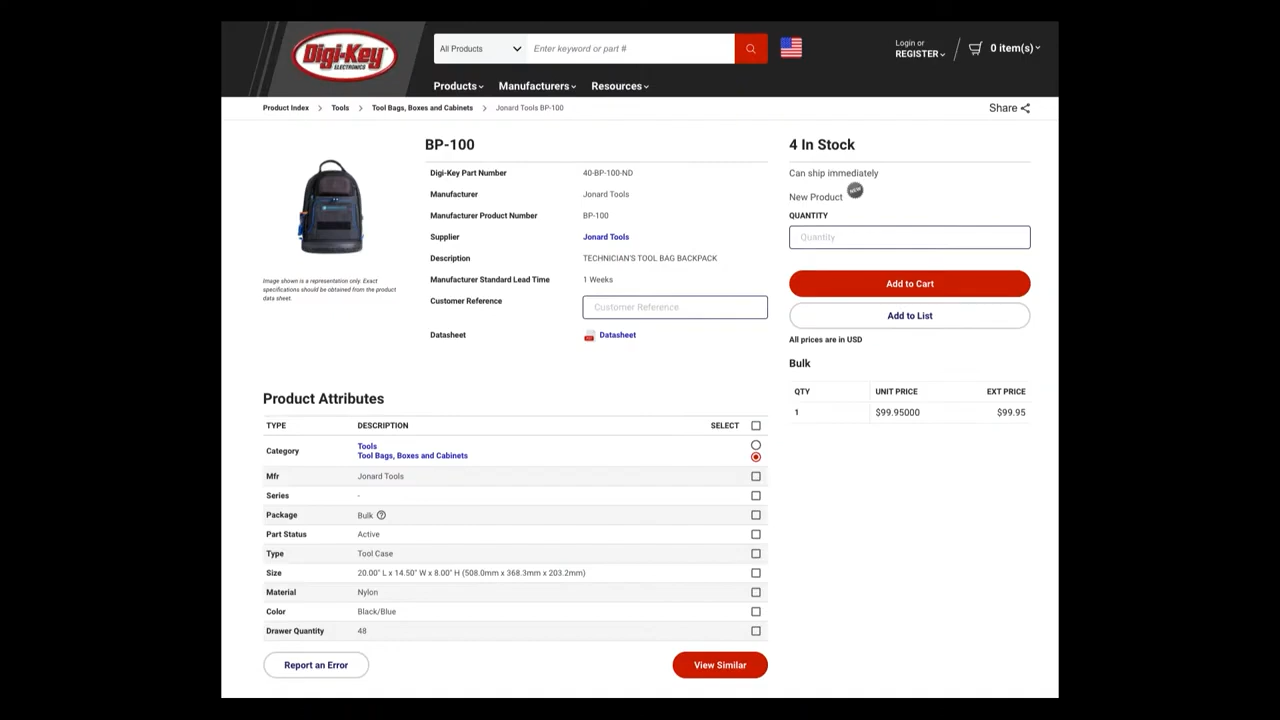 Digi-Key
ELECTRONICS
All Products
Enter keyword or part #
Login or
REGISTER
0 item(s)
Products
Manufacturers
Resources
Product Index > Tools > Tool Bags, Boxes and Cabinets > Jonard Tools BP-100
Share
Image shown is a representation only. Exact
specifications should be obtained from the product
data sheet.
BP-100
Digi-Key Part Number 40-BP-100-ND
Manufacturer Jonard Tools
Manufacturer Product Number BP-100
Supplier Jonard Tools
Description TECHNICIAN'S TOOL BAG BACKPACK
Manufacturer Standard Lead Time 1 Weeks
Customer Reference Customer Reference
Datasheet Datasheet
4 In Stock
Can ship immediately
New Product NEW
QUANTITY
Quantity
Add to Cart
Add to List
All prices are in USD
Bulk
QTY UNIT PRICE EXT PRICE
1 $99.95000 $99.95
Product Attributes
TYPE DESCRIPTION SELECT
Category Tools
Tool Bags, Boxes and Cabinets
Mfr Jonard Tools
Series -
Package Bulk ?
Part Status Active
Type Tool Case
Size 20.00" L x 14.50" W x 8.00" H (508.0mm x 368.3mm x 203.2mm)
Material Nylon
Color Black/Blue
Drawer Quantity 48
Report an Error
View Similar